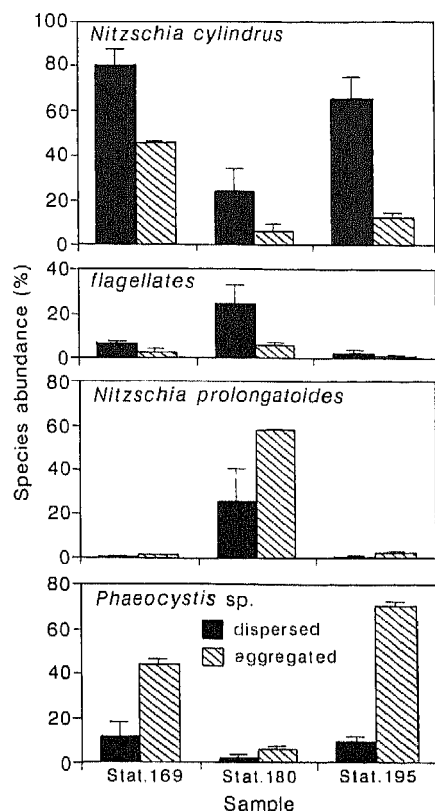 Nitzschia cylindrus
100
80
60
40
20
0
flagellates
40
20
0
Nitzschia prolongatoides
80
60
40
20
0
Phaeocystis sp.
80
60
40
20
0
dispersed
aggregated
Species abundance (%)
Stat.169 Stat.180 Stat.195
Sample